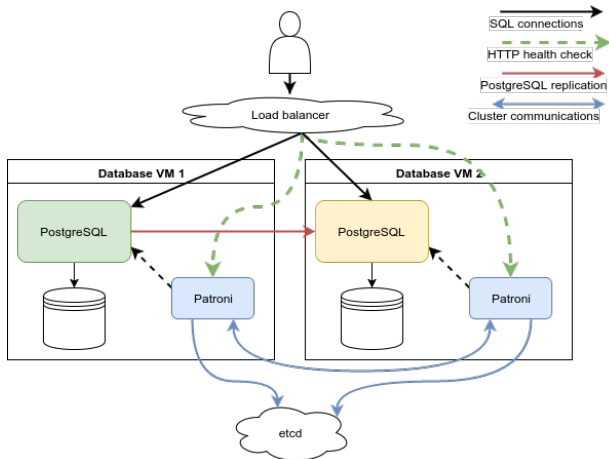 SQL connections
HTTP health check
PostgreSQL replication
Cluster communications
Load balancer
Database VM 1
Database VM 2
PostgreSQL
PostgreSQL
Patroni
Patroni
etcd